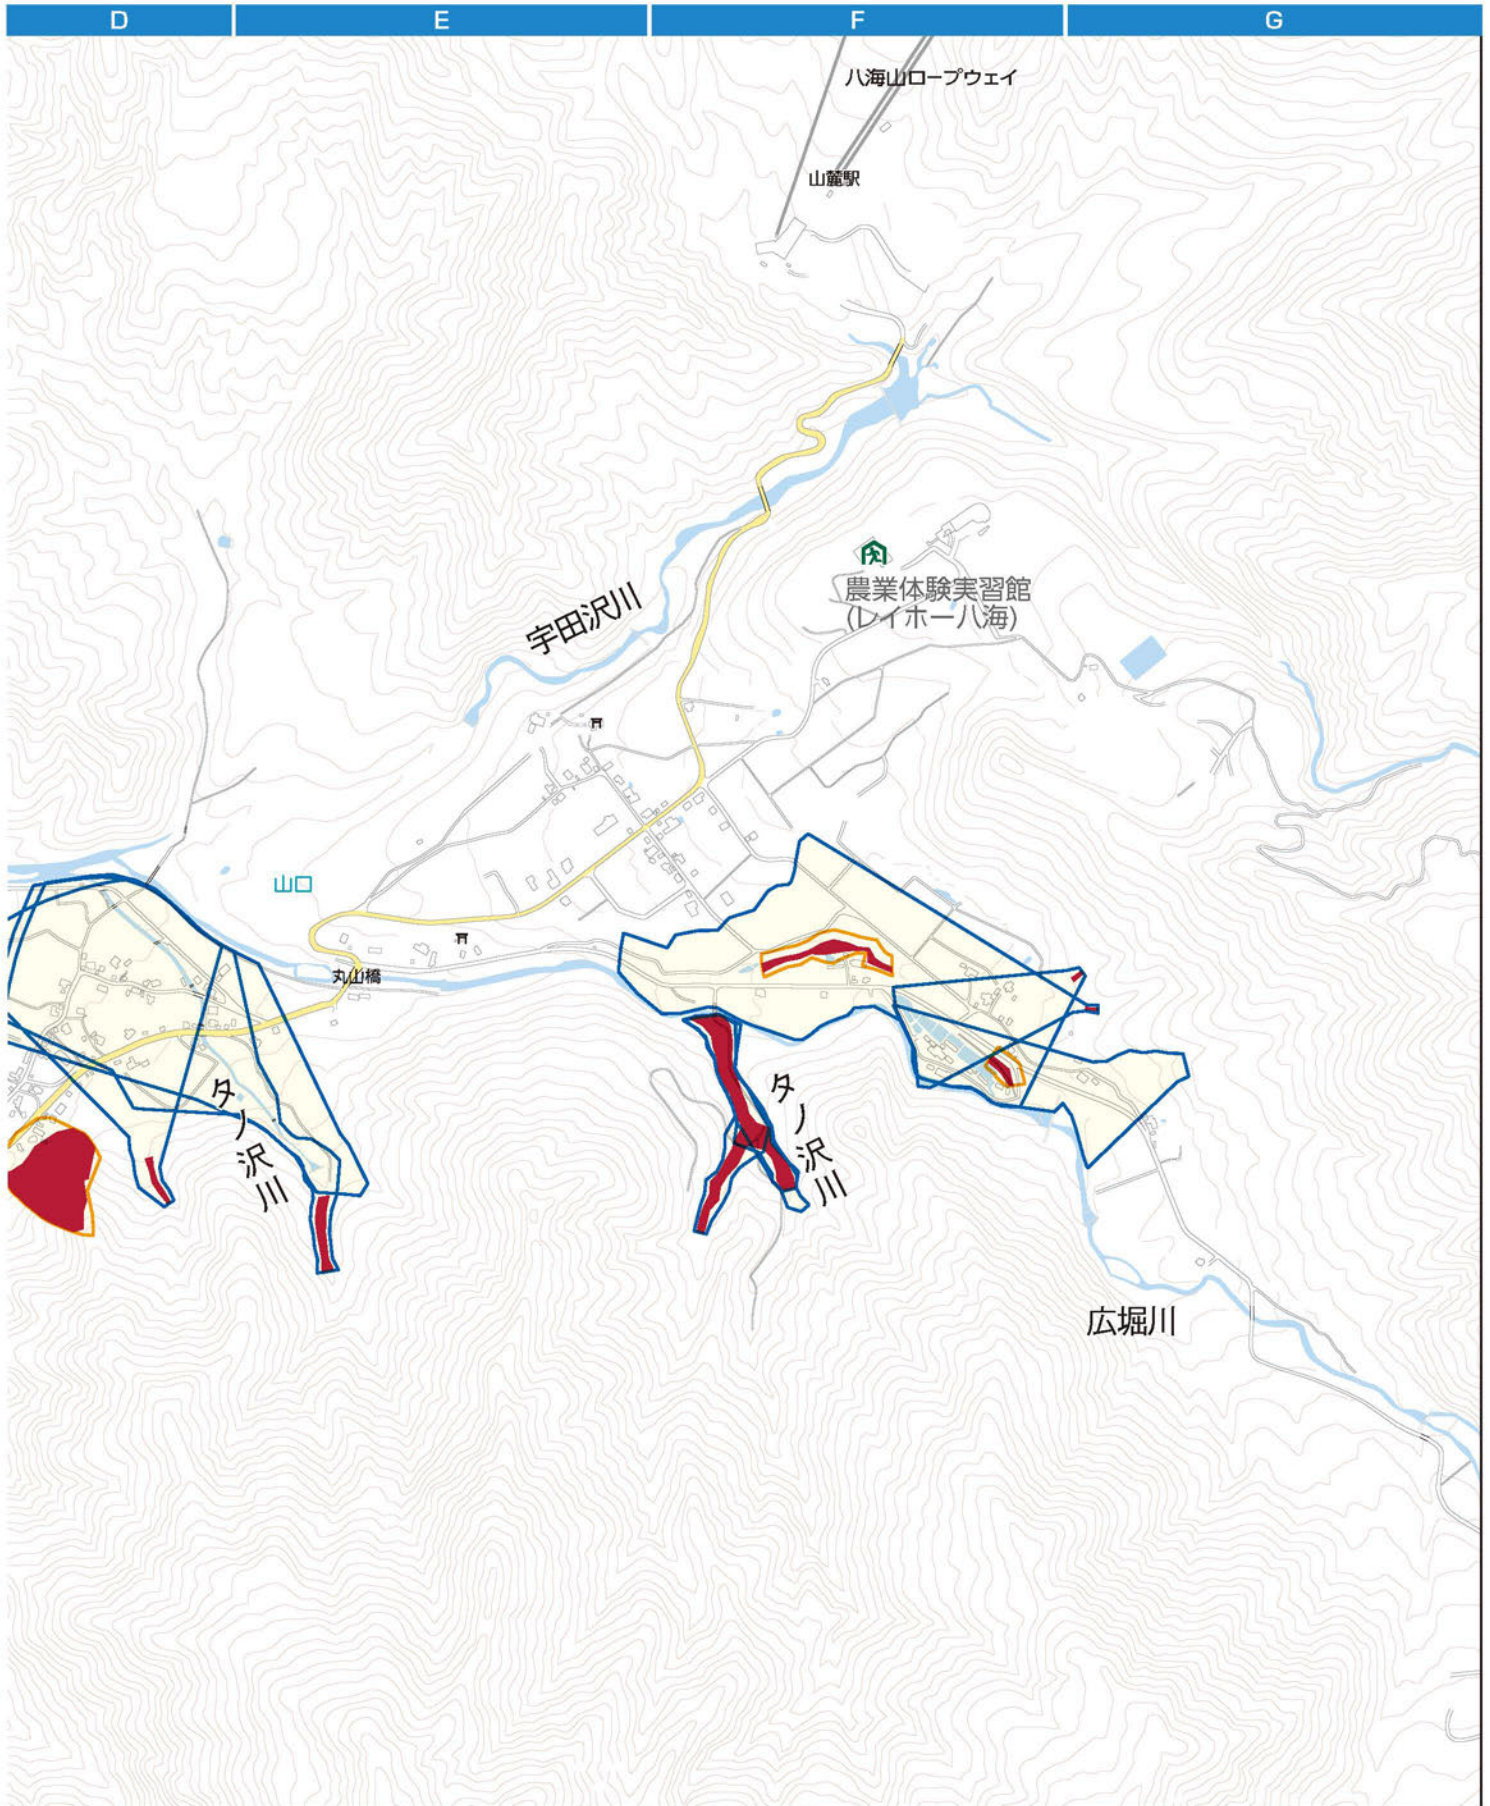 D
E
F
G
八海山ロープウェイ
山麓駅
農業体験実習館
(レイホー八海)
宇田沢川
山口
丸山橋
タノ沢川
タノ沢川
広堀川